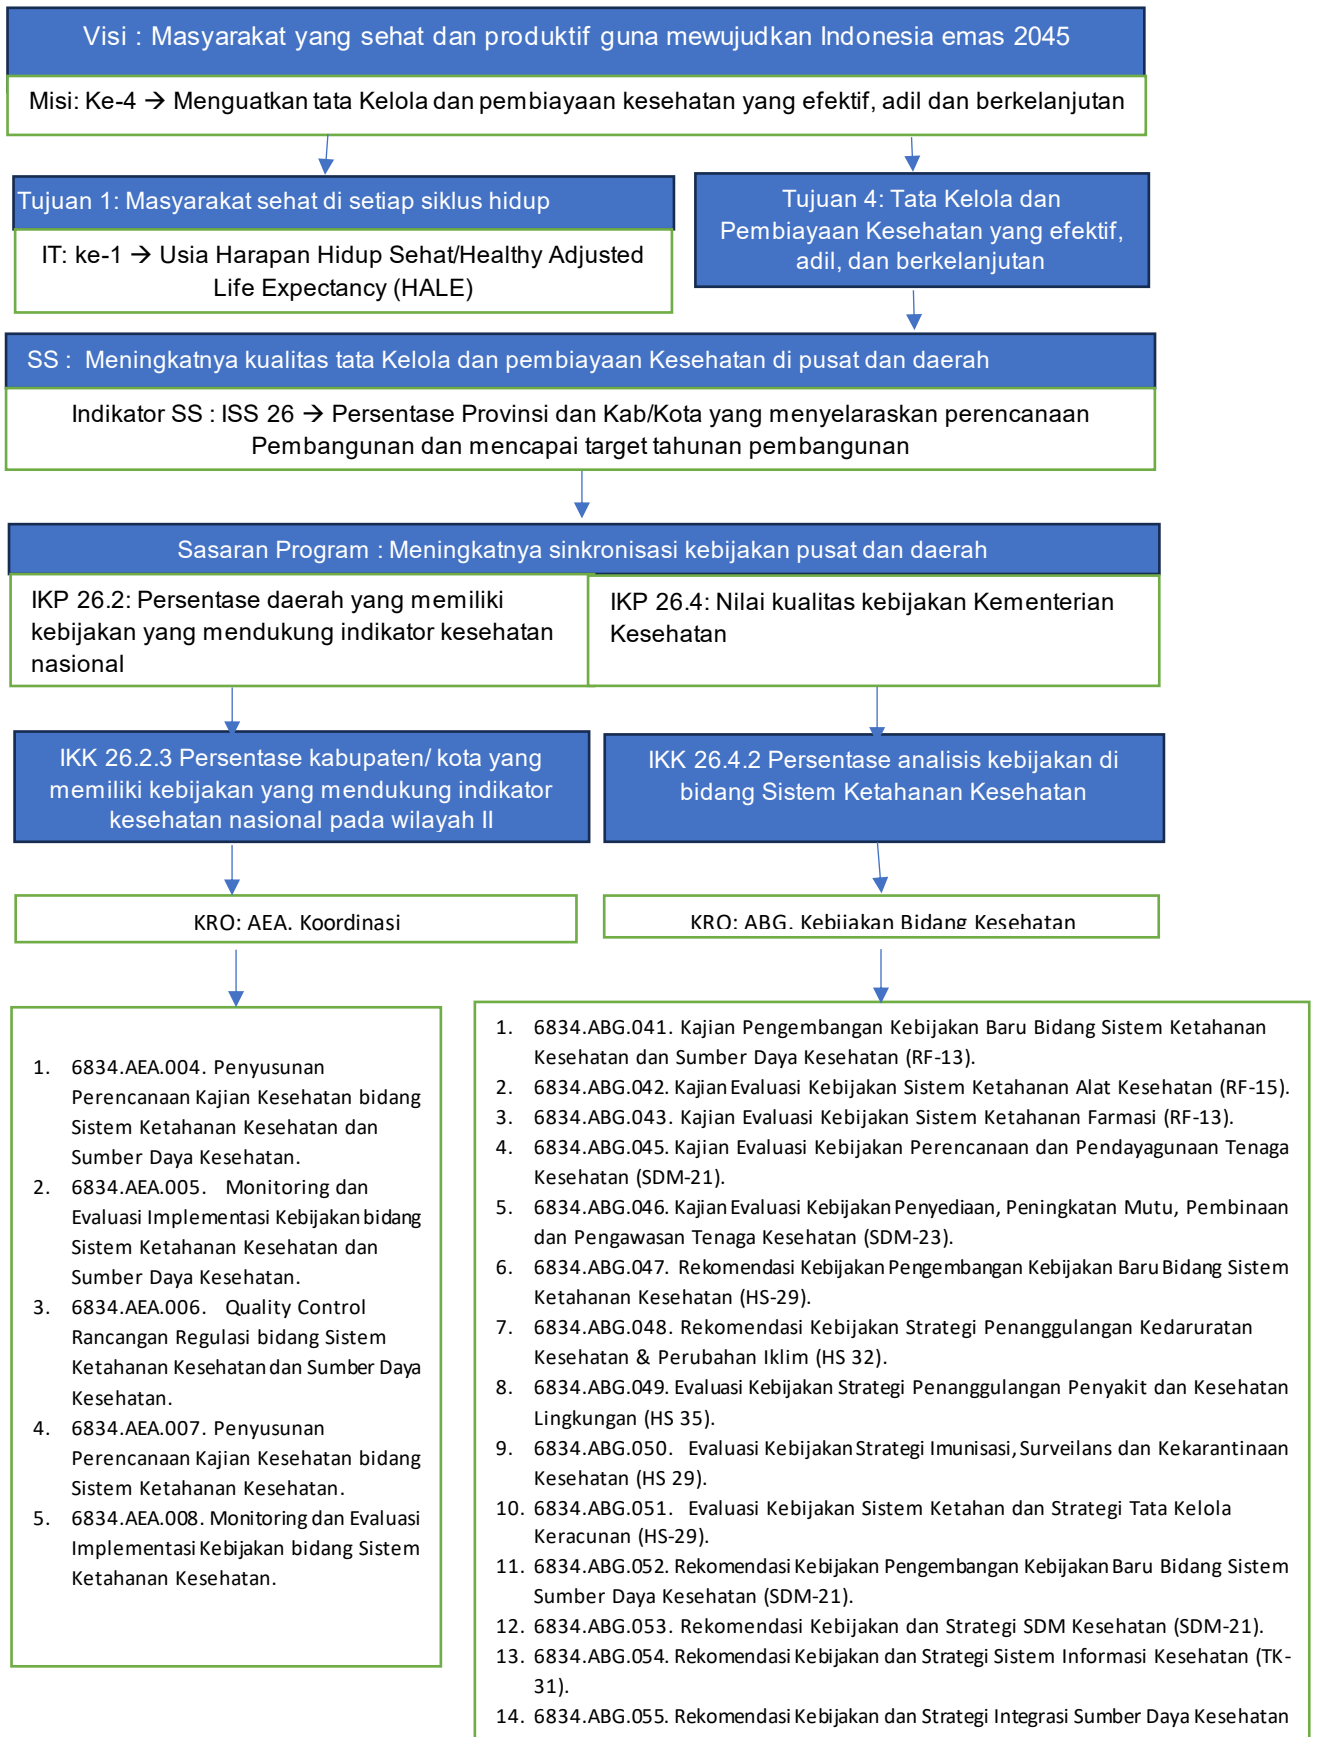 Visi : Masyarakat yang sehat dan produktif guna mewujudkan Indonesia emas 2045
Misi: Ke-4 → Menguatkan tata Kelola dan pembiayaan kesehatan yang efektif, adil dan berkelanjutan
Tujuan 1: Masyarakat sehat di setiap siklus hidup
IT: ke-1 → Usia Harapan Hidup Sehat/Healthy Adjusted
Life Expectancy (HALE)
Tujuan 4: Tata Kelola dan
Pembiayaan Kesehatan yang efektif,
adil, dan berkelanjutan
SS : Meningkatnya kualitas tata Kelola dan pembiayaan Kesehatan di pusat dan daerah
Indikator SS : ISS 26 → Persentase Provinsi dan Kab/Kota yang menyelaraskan perencanaan
Pembangunan dan mencapai target tahunan pembangunan
Sasaran Program : Meningkatnya sinkronisasi kebijakan pusat dan daerah
IKP 26.2: Persentase daerah yang memiliki
kebijakan yang mendukung indikator kesehatan
nasional
IKP 26.4: Nilai kualitas kebijakan Kementerian
Kesehatan
IKK 26.2.3 Persentase kabupaten/ kota yang
memiliki kebijakan yang mendukung indikator
kesehatan nasional pada wilayah II
IKK 26.4.2 Persentase analisis kebijakan di
bidang Sistem Ketahanan Kesehatan
KRO: AEA. Koordinasi
KRO: ABG. Kebijakan Bidang Kesehatan
1. 6834.AEA.004. Penyusunan
Perencanaan Kajian Kesehatan bidang
Sistem Ketahanan Kesehatan dan
Sumber Daya Kesehatan.
2. 6834.AEA.005. Monitoring dan
Evaluasi Implementasi Kebijakan bidang
Sistem Ketahanan Kesehatan dan
Sumber Daya Kesehatan.
3. 6834.AEA.006. Quality Control
Rancangan Regulasi bidang Sistem
Ketahanan Kesehatan dan Sumber Daya
Kesehatan.
4. 6834.AEA.007. Penyusunan
Perencanaan Kajian Kesehatan bidang
Sistem Ketahanan Kesehatan.
5. 6834.AEA.008. Monitoring dan Evaluasi
Implementasi Kebijakan bidang Sistem
Ketahanan Kesehatan.
1. 6834.ABG.041. Kajian Pengembangan Kebijakan Baru Bidang Sistem Ketahanan
Kesehatan dan Sumber Daya Kesehatan (RF-13).
2. 6834.ABG.042. Kajian Evaluasi Kebijakan Sistem Ketahanan Alat Kesehatan (RF-15).
3. 6834.ABG.043. Kajian Evaluasi Kebijakan Sistem Ketahanan Farmasi (RF-13).
4. 6834.ABG.045. Kajian Evaluasi Kebijakan Perencanaan dan Pendayagunaan Tenaga
Kesehatan (SDM-21).
5. 6834.ABG.046. Kajian Evaluasi Kebijakan Penyediaan, Peningkatan Mutu, Pembinaan
dan Pengawasan Tenaga Kesehatan (SDM-23).
6. 6834.ABG.047. Rekomendasi Kebijakan Pengembangan Kebijakan Baru Bidang Sistem
Ketahanan Kesehatan (HS-29).
7. 6834.ABG.048. Rekomendasi Kebijakan Strategi Penanggulangan Kedaruratan
Kesehatan & Perubahan Iklim (HS 32).
8. 6834.ABG.049. Evaluasi Kebijakan Strategi Penanggulangan Penyakit dan Kesehatan
Lingkungan (HS 35).
9. 6834.ABG.050. Evaluasi Kebijakan Strategi Imunisasi, Surveilans dan Kekarantinaan
Kesehatan (HS 29).
10. 6834.ABG.051. Evaluasi Kebijakan Sistem Ketahan dan Strategi Tata Kelola
Keracunan (HS-29).
11. 6834.ABG.052. Rekomendasi Kebijakan Pengembangan Kebijakan Baru Bidang Sistem
Sumber Daya Kesehatan (SDM-21).
12. 6834.ABG.053. Rekomendasi Kebijakan dan Strategi SDM Kesehatan (SDM-21).
13. 6834.ABG.054. Rekomendasi Kebijakan dan Strategi Sistem Informasi Kesehatan (TK-
31).
14. 6834.ABG.055. Rekomendasi Kebijakan dan Strategi Integrasi Sumber Daya Kesehatan